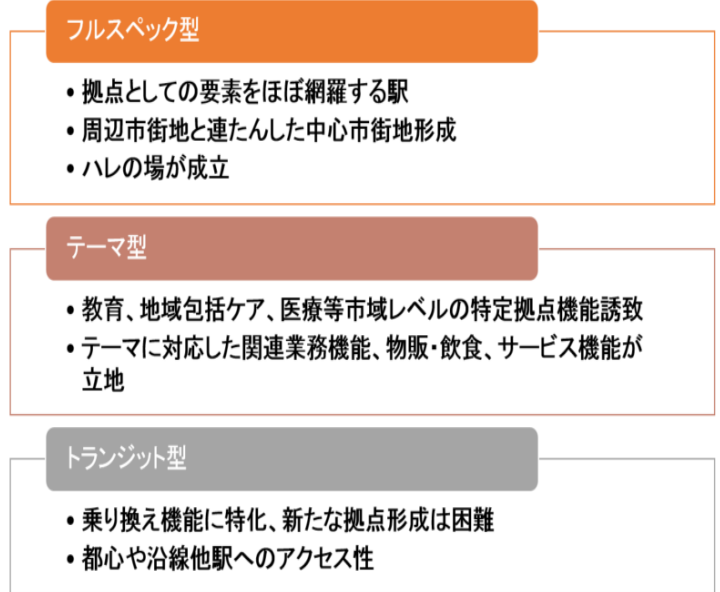 フルスペック型
• 拠点としての要素をほぼ網羅する駅
• 周辺市街地と連たんした中心市街地形成
• ハレの場が成立
テーマ型
• 教育、地域包括ケア、医療等市域レベルの特定拠点機能誘致
• テーマに対応した関連業務機能、物販・飲食、サービス機能が
立地
トランジット型
• 乗り換え機能に特化、新たな拠点形成は困難
• 都心や沿線他駅へのアクセス性